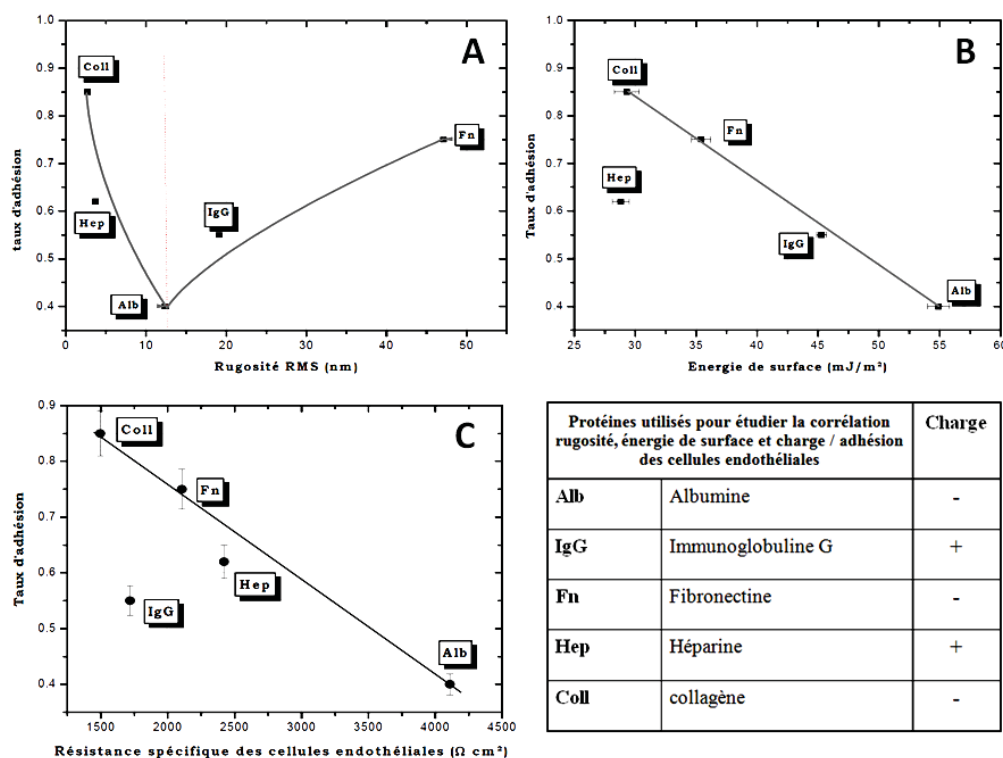 A
taux d'adhésion
1.0
0.9
0.8
0.7
0.6
0.5
0.4
Coll
Hep
Alb
IgG
Fn
0 10 20 30 40 50 60
Rugosité RMS (nm)
B
Taux d'adhésion
1.0
0.9
0.8
0.7
0.6
0.5
0.4
Coll
Fn
Hep
IgG
Alb
25 30 35 40 45 50 55 60
Energie de surface (mJ/m²)
C
Taux d'adhésion
0.9
0.8
0.7
0.6
0.5
0.4
Coll
Fn
Hep
IgG
Alb
1500 2000 2500 3000 3500 4000 4500
Résistance spécifique des cellules endothéliales (Ω cm²)
Protéines utilisés pour étudier la corrélation
rugosité, énergie de surface et charge / adhésion
des cellules endothéliales
Charge
Alb Albumine -
IgG Immunoglobuline G +
Fn Fibronectine -
Hep Héparine +
Coll collagène -